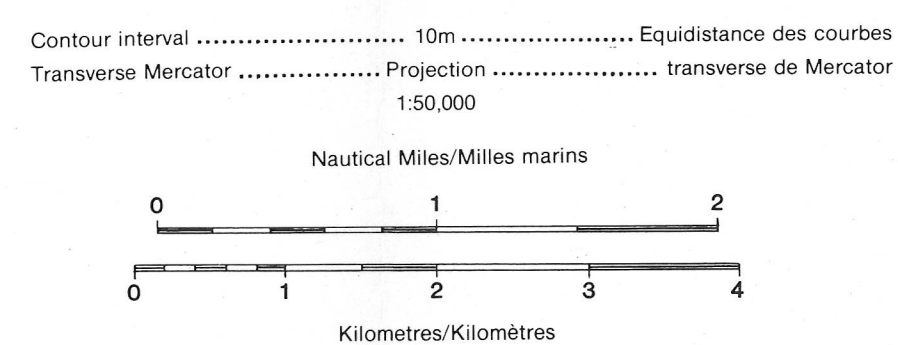 Contour interval ........................ 10m ..................... Equidistance des courbes
Transverse Mercator ................. Projection .................... transverse de Mercator
1:50,000
Nautical Miles/Milles marins
0 1 2
0 1 2 3 4
Kilometres/Kilomètres